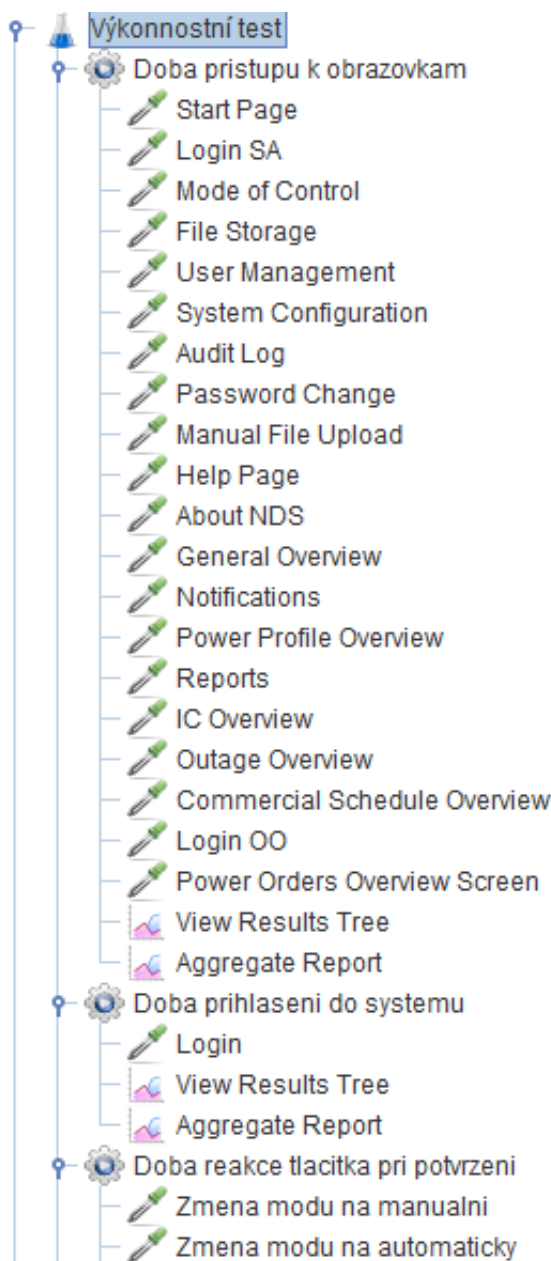 Výkonnostní test
Doba pristupu k obrazovkam
Start Page
Login SA
Mode of Control
File Storage
User Management
System Configuration
Audit Log
Password Change
Manual File Upload
Help Page
About NDS
General Overview
Notifications
Power Profile Overview
Reports
IC Overview
Outage Overview
Commercial Schedule Overview
Login OO
Power Orders Overview Screen
View Results Tree
Aggregate Report
Doba prihlaseni do systemu
Login
View Results Tree
Aggregate Report
Doba reakce tlacitka pri potvrzeni
Zmena modu na manualni
Zmena modu na automaticky